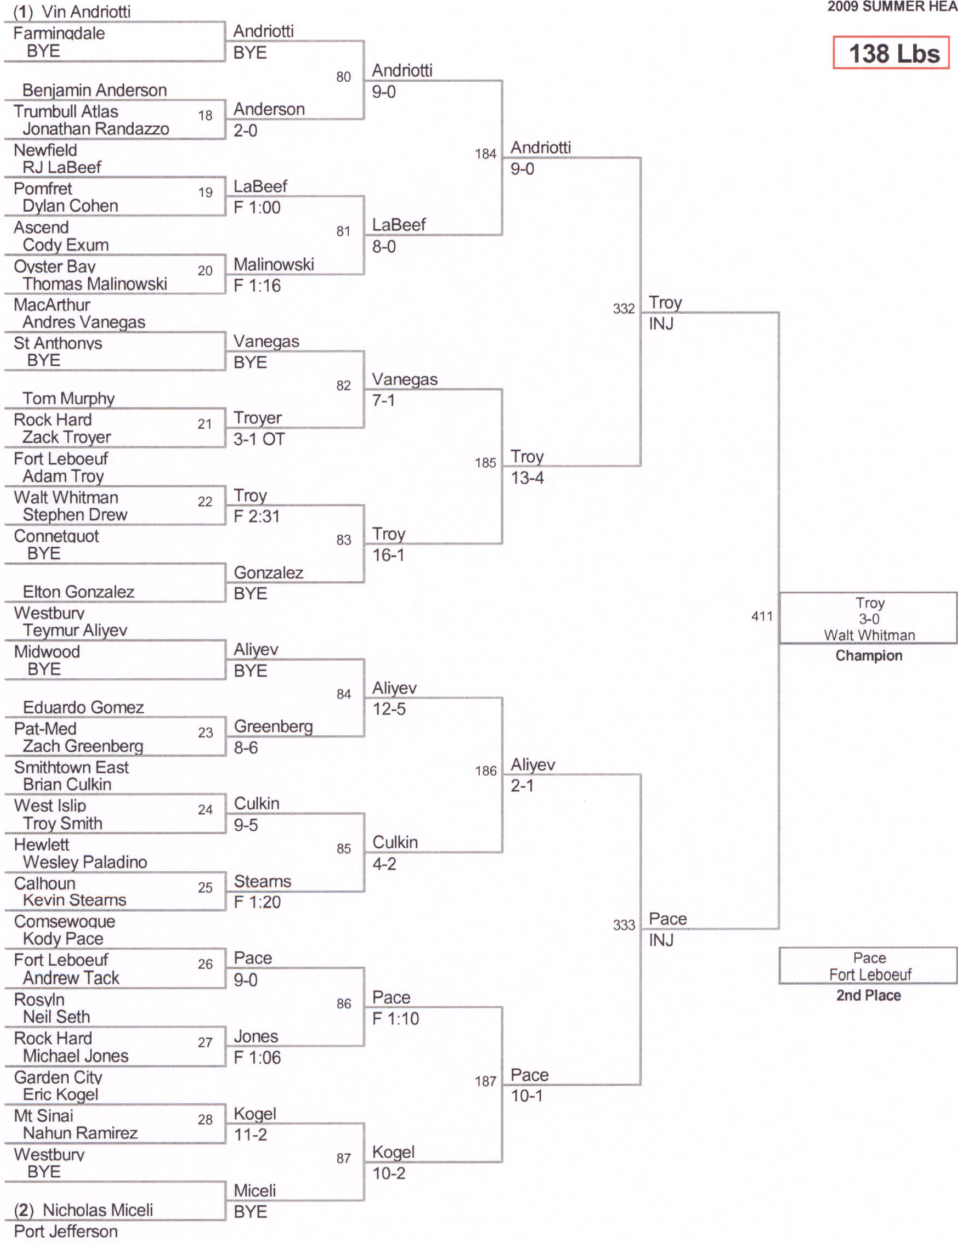 2009 SUMMER HEA
138 Lbs
(1) Vin Andriotti
Farmingdale
BYE
Benjamin Anderson
Trumbull Atlas
Jonathan Randazzo
Newfield
RJ LaBeef
Pomfret
Dylan Cohen
Ascend
Cody Exum
Oyster Bay
Thomas Malinowski
MacArthur
Andres Vanegas
St Anthonys
BYE
Tom Murphy
Rock Hard
Zack Troyer
Fort Leboeuf
Adam Troy
Walt Whitman
Stephen Drew
Connetquot
BYE
Elton Gonzalez
Westbury
Teymur Aliyev
Midwood
BYE
Eduardo Gomez
Pat-Med
Zach Greenberg
Smithtown East
Brian Culkin
West Islip
Troy Smith
Hewlett
Wesley Paladino
Calhoun
Kevin Stearns
Comsewogue
Kody Pace
Fort Leboeuf
Andrew Tack
Rosyln
Neil Seth
Rock Hard
Michael Jones
Garden City
Eric Kogel
Mt Sinai
Nahun Ramirez
Westbury
BYE
(2) Nicholas Miceli
Port Jefferson
Andriotti
BYE
18
Anderson
2-0
19
LaBeef
F 1:00
20
Malinowski
F 1:16
Vanegas
BYE
21
Troyer
3-1 OT
22
Troy
F 2:31
Gonzalez
BYE
Aliyev
BYE
23
Greenberg
8-6
24
Culkin
9-5
25
Stearns
F 1:20
26
Pace
9-0
27
Jones
F 1:06
28
Kogel
11-2
Miceli
BYE
80
Andriotti
9-0
81
LaBeef
8-0
82
Vanegas
7-1
83
Troy
16-1
84
Aliyev
12-5
85
Culkin
4-2
86
Pace
F 1:10
87
Kogel
10-2
184
Andriotti
9-0
185
Troy
13-4
186
Aliyev
2-1
187
Pace
10-1
332
Troy
INJ
333
Pace
INJ
411
Troy
3-0
Walt Whitman
Champion
Pace
Fort Leboeuf
2nd Place